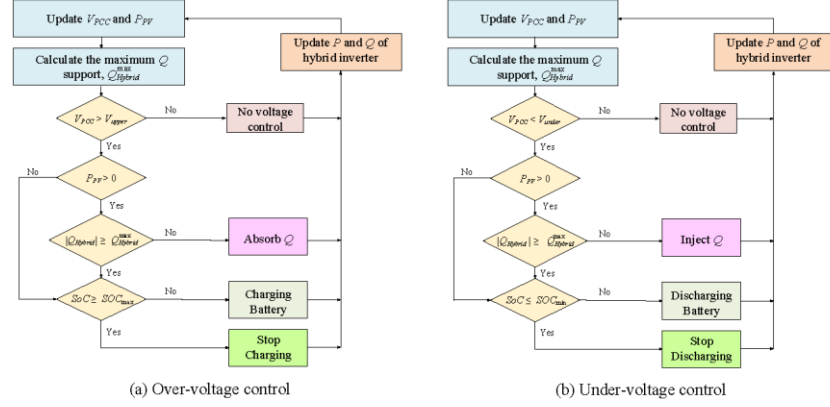 Update V_PCC and P_PV
Calculate the maximum Q
support, Q_Hybrid^max
Update P and Q of
hybrid inverter
V_PCC > V_upper
No
No voltage
control
Yes
No
P_PV > 0
Yes
|Q_Hybrid| ≥ Q_Hybrid^max
No
Absorb Q
Yes
SoC ≥ SOC_max
No
Charging
Battery
Yes
Stop
Charging
(a) Over-voltage control
Update V_PCC and P_PV
Calculate the maximum Q
support, Q_Hybrid^max
Update P and Q of
hybrid inverter
V_PCC < V_under
No
No voltage
control
Yes
No
P_PV > 0
Yes
|Q_Hybrid| ≥ Q_Hybrid^max
No
Inject Q
Yes
SoC ≤ SOC_min
No
Discharging
Battery
Yes
Stop
Discharging
(b) Under-voltage control